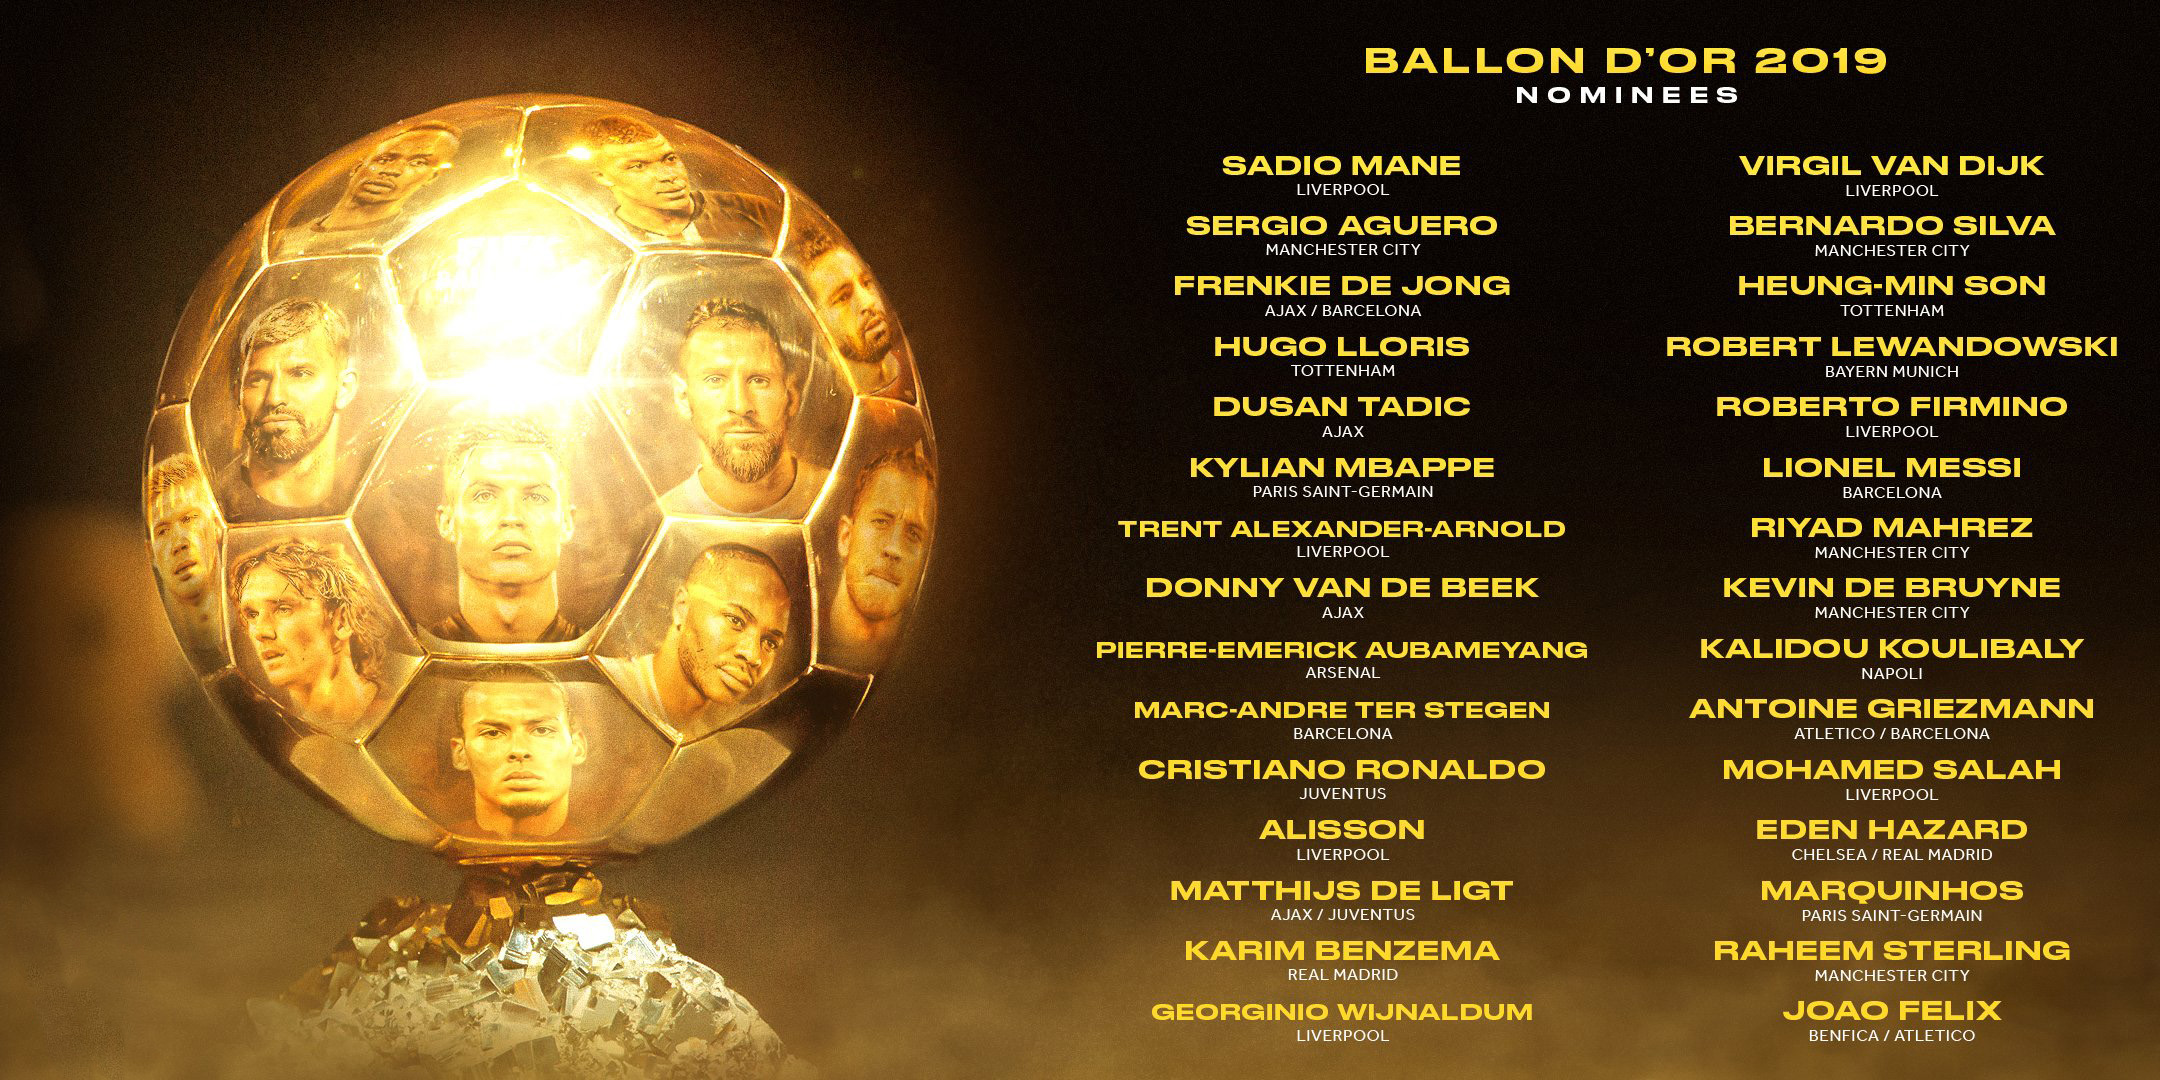 BALLON D'OR 2019
NOMINEES
SADIO MANE
LIVERPOOL
SERGIO AGUERO
MANCHESTER CITY
FRENKIE DE JONG
AJAX / BARCELONA
HUGO LLORIS
TOTTENHAM
DUSAN TADIC
AJAX
KYLIAN MBAPPE
PARIS SAINT-GERMAIN
TRENT ALEXANDER-ARNOLD
LIVERPOOL
DONNY VAN DE BEEK
AJAX
PIERRE-EMERICK AUBAMEYANG
ARSENAL
MARC-ANDRE TER STEGEN
BARCELONA
CRISTIANO RONALDO
JUVENTUS
ALISSON
LIVERPOOL
MATTHIJS DE LIGT
AJAX / JUVENTUS
KARIM BENZEMA
REAL MADRID
GEORGINIO WIJNALDUM
LIVERPOOL
VIRGIL VAN DIJK
LIVERPOOL
BERNARDO SILVA
MANCHESTER CITY
HEUNG-MIN SON
TOTTENHAM
ROBERT LEWANDOWSKI
BAYERN MUNICH
ROBERTO FIRMINO
LIVERPOOL
LIONEL MESSI
BARCELONA
RIYAD MAHREZ
MANCHESTER CITY
KEVIN DE BRUYNE
MANCHESTER CITY
KALIDOU KOULIBALY
NAPOLI
ANTOINE GRIEZMANN
ATLETICO / BARCELONA
MOHAMED SALAH
LIVERPOOL
EDEN HAZARD
CHELSEA / REAL MADRID
MARQUINHOS
PARIS SAINT-GERMAIN
RAHEEM STERLING
MANCHESTER CITY
JOAO FELIX
BENFICA / ATLETICO